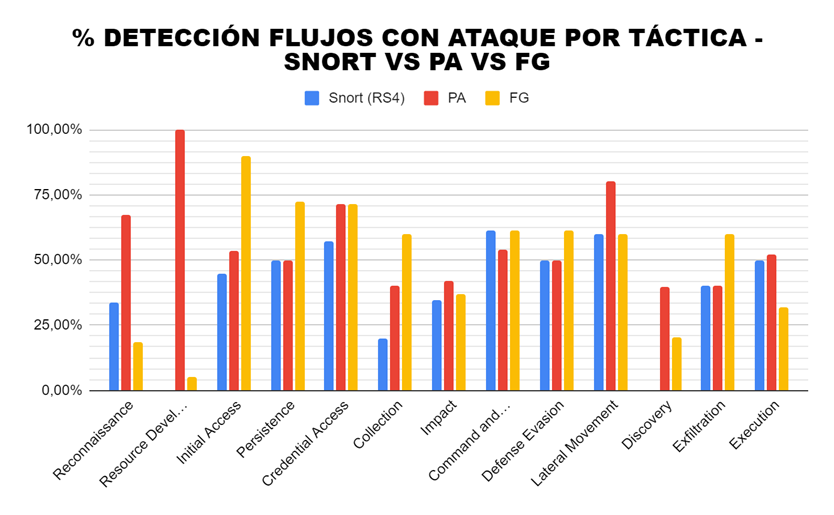 % DETECCIÓN FLUJOS CON ATAQUE POR TÁCTICA -
SNORT VS PA VS FG
Snort (RS4) PA FG
100,00%
75,00%
50,00%
25,00%
0,00%
Reconnaissance
Resource Devel...
Initial Access
Persistence
Credential Access
Collection
Impact
Command and...
Defense Evasion
Lateral Movement
Discovery
Exfiltration
Execution